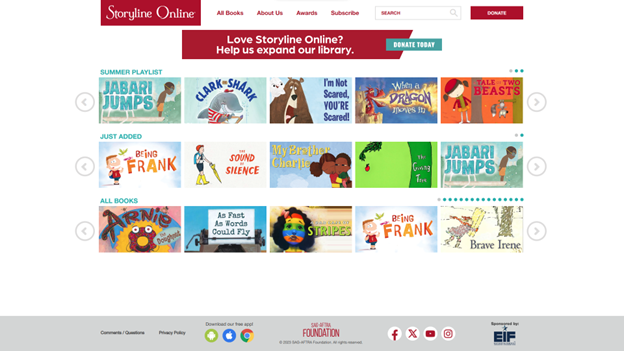 Storyline Online
All Books
About Us
Awards
Subscribe
SEARCH
DONATE
Love Storyline Online?
Help us expand our library.
DONATE TODAY
SUMMER PLAYLIST
JABARI
JUMPS
CLARK THE SHARK
I'm Not
Scared,
YOU'RE
Scared!
When a
DRAGON
moves in
A TALE of TWO
BEASTS
JUST ADDED
BEING
FRANK
THE
SOUND
OF
SILENCE
My Brother
Charlie
The
Giving
Tree
JABARI
JUMPS
ALL BOOKS
ARNIE
the Doughnut
As Fast
As Words
Could Fly
STRIPES
BEING
FRANK
Brave Irene
Comments / Questions
Privacy Policy
Download our free app!
SAG-AFTRA
FOUNDATION
© 2023 SAG-AFTRA Foundation. All rights reserved.
Sponsored by:
EIF